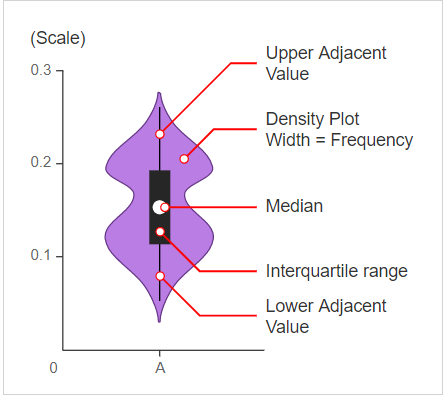 (Scale)
Upper Adjacent
Value
0.3
Density Plot
Width = Frequency
0.2
Median
0.1
Interquartile range
Lower Adjacent
Value
0
A